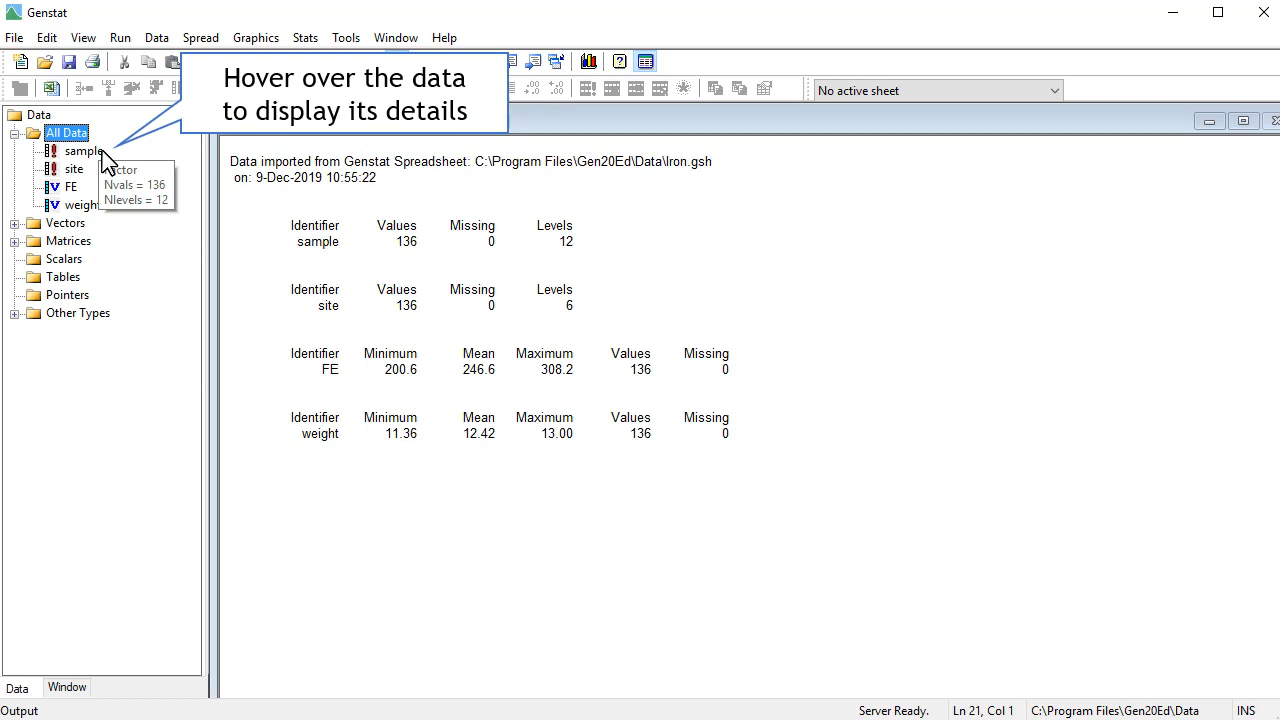 Genstat
File Edit View Run Data Spread Graphics Stats Tools Window Help
Hover over the data
to display its details
No active sheet
Data
All Data
sample
site
FE
Nvals = 136
Nlevels = 12
Vectors
Matrices
Scalars
Tables
Pointers
Other Types
Data imported from Genstat Spreadsheet: C:\Program Files\Gen20Ed\Data\Iron.gsh
on: 9-Dec-2019 10:55:22
Identifier Values Missing Levels
sample 136 0 12
Identifier Values Missing Levels
site 136 0 6
Identifier Minimum Mean Maximum Values Missing
FE 200.6 246.6 308.2 136 0
Identifier Minimum Mean Maximum Values Missing
weight 11.36 12.42 13.00 136 0
Data Window
Output Server Ready. Ln 21, Col 1 C:\Program Files\Gen20Ed\Data INS